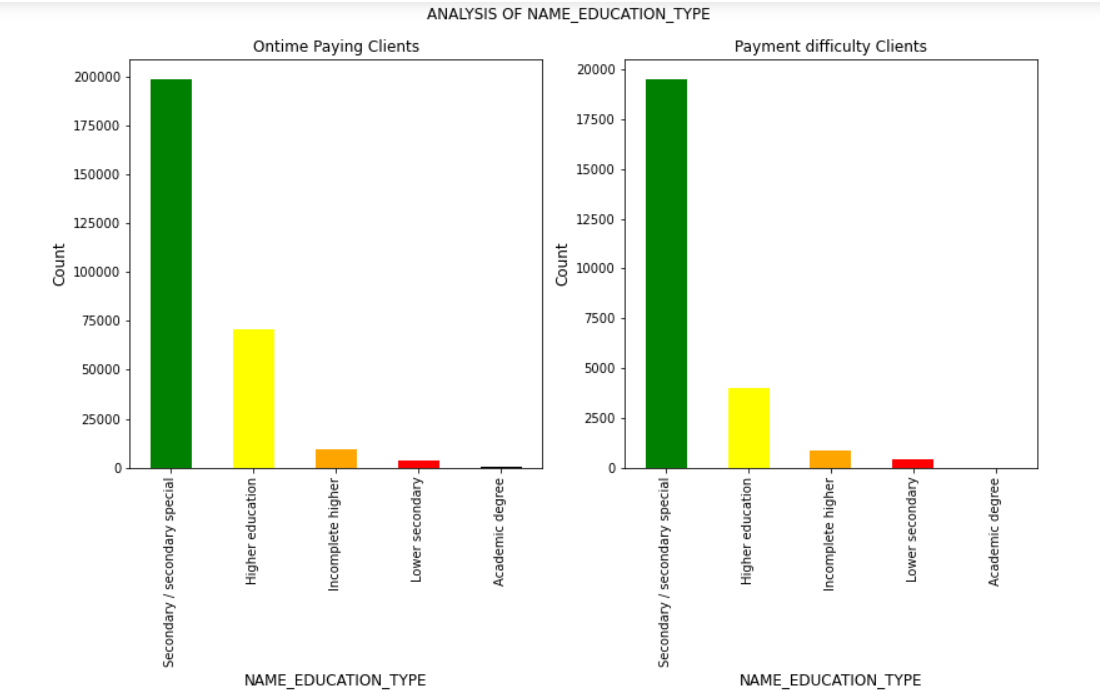 ANALYSIS OF NAME_EDUCATION_TYPE
Ontime Paying Clients
Count
200000
175000
150000
125000
100000
75000
50000
25000
0
Secondary / secondary special
Higher education
Incomplete higher
Lower secondary
Academic degree
NAME_EDUCATION_TYPE
Payment difficulty Clients
Count
20000
17500
15000
12500
10000
7500
5000
2500
0
Secondary / secondary special
Higher education
Incomplete higher
Lower secondary
Academic degree
NAME_EDUCATION_TYPE